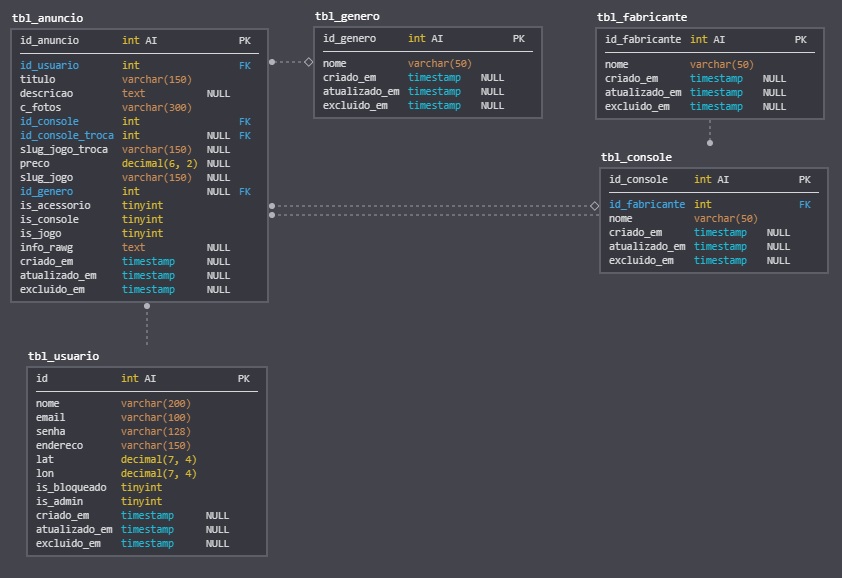 tbl_anuncio
id_anuncio int AI PK
id_usuario int FK
titulo varchar(150)
descricao text NULL
c_fotos varchar(300)
id_console int FK
id_console_troca int NULL FK
slug_jogo_troca varchar(150) NULL
preco decimal(6, 2) NULL
slug_jogo varchar(150) NULL
id_genero int NULL FK
is_acessorio tinyint
is_console tinyint
is_jogo tinyint
info_rawg text NULL
criado_em timestamp NULL
atualizado_em timestamp NULL
excluido_em timestamp NULL
tbl_genero
id_genero int AI PK
nome varchar(50)
criado_em timestamp NULL
atualizado_em timestamp NULL
excluido_em timestamp NULL
tbl_fabricante
id_fabricante int AI PK
nome varchar(50)
criado_em timestamp NULL
atualizado_em timestamp NULL
excluido_em timestamp NULL
tbl_console
id_console int AI PK
id_fabricante int FK
nome varchar(50)
criado_em timestamp NULL
atualizado_em timestamp NULL
excluido_em timestamp NULL
tbl_usuario
id int AI PK
nome varchar(200)
email varchar(100)
senha varchar(128)
endereco varchar(150)
lat decimal(7, 4)
lon decimal(7, 4)
is_bloqueado tinyint
is_admin tinyint
criado_em timestamp NULL
atualizado_em timestamp NULL
excluido_em timestamp NULL